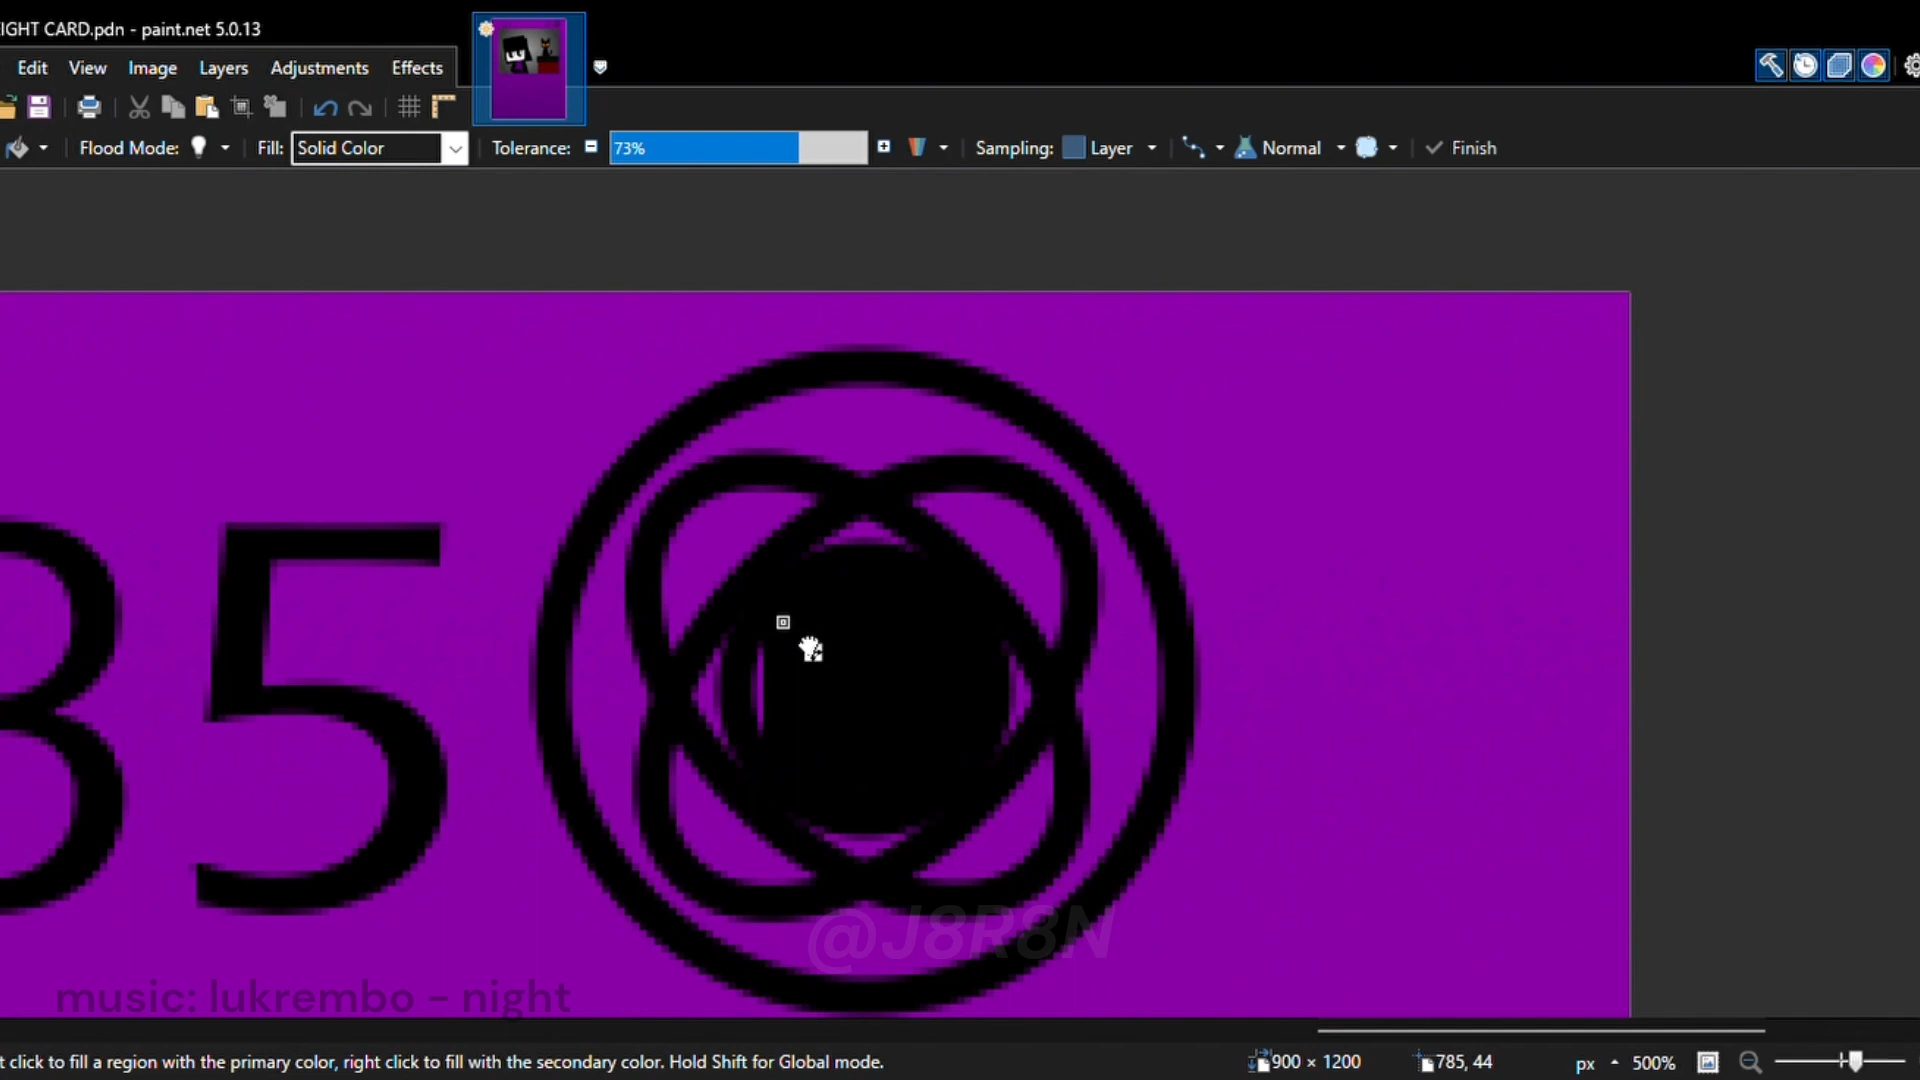 IGHT CARD.pdn - paint.net 5.0.13
Edit View Image Layers Adjustments Effects
Flood Mode: Fill: Solid Color Tolerance: 73% Sampling: Layer Normal Finish
35
@J8R8N
music: lukrembo - night
t click to fill a region with the primary color, right click to fill with the secondary color. Hold Shift for Global mode. 900 × 1200 785, 44 px 500%